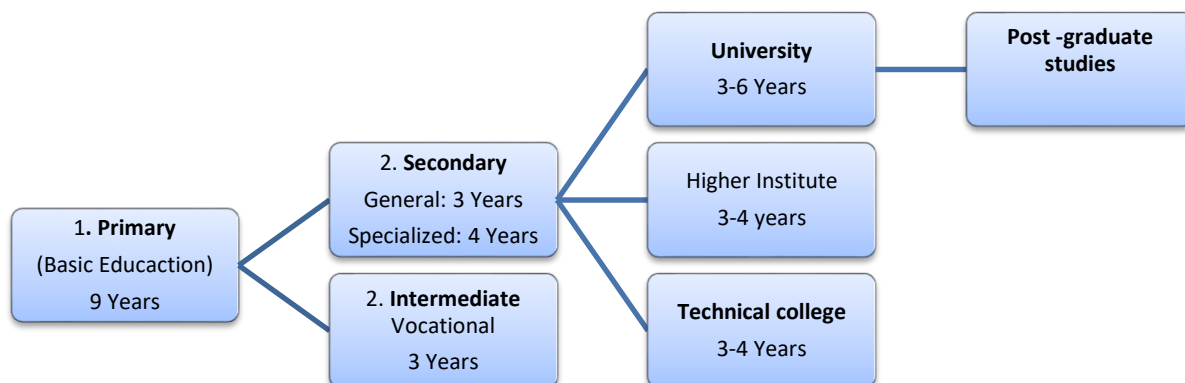 1. Primary
(Basic Educaction)
9 Years
2. Secondary
General: 3 Years
Specialized: 4 Years
2. Intermediate
Vocational
3 Years
University
3-6 Years
Higher Institute
3-4 years
Technical college
3-4 Years
Post -graduate
studies